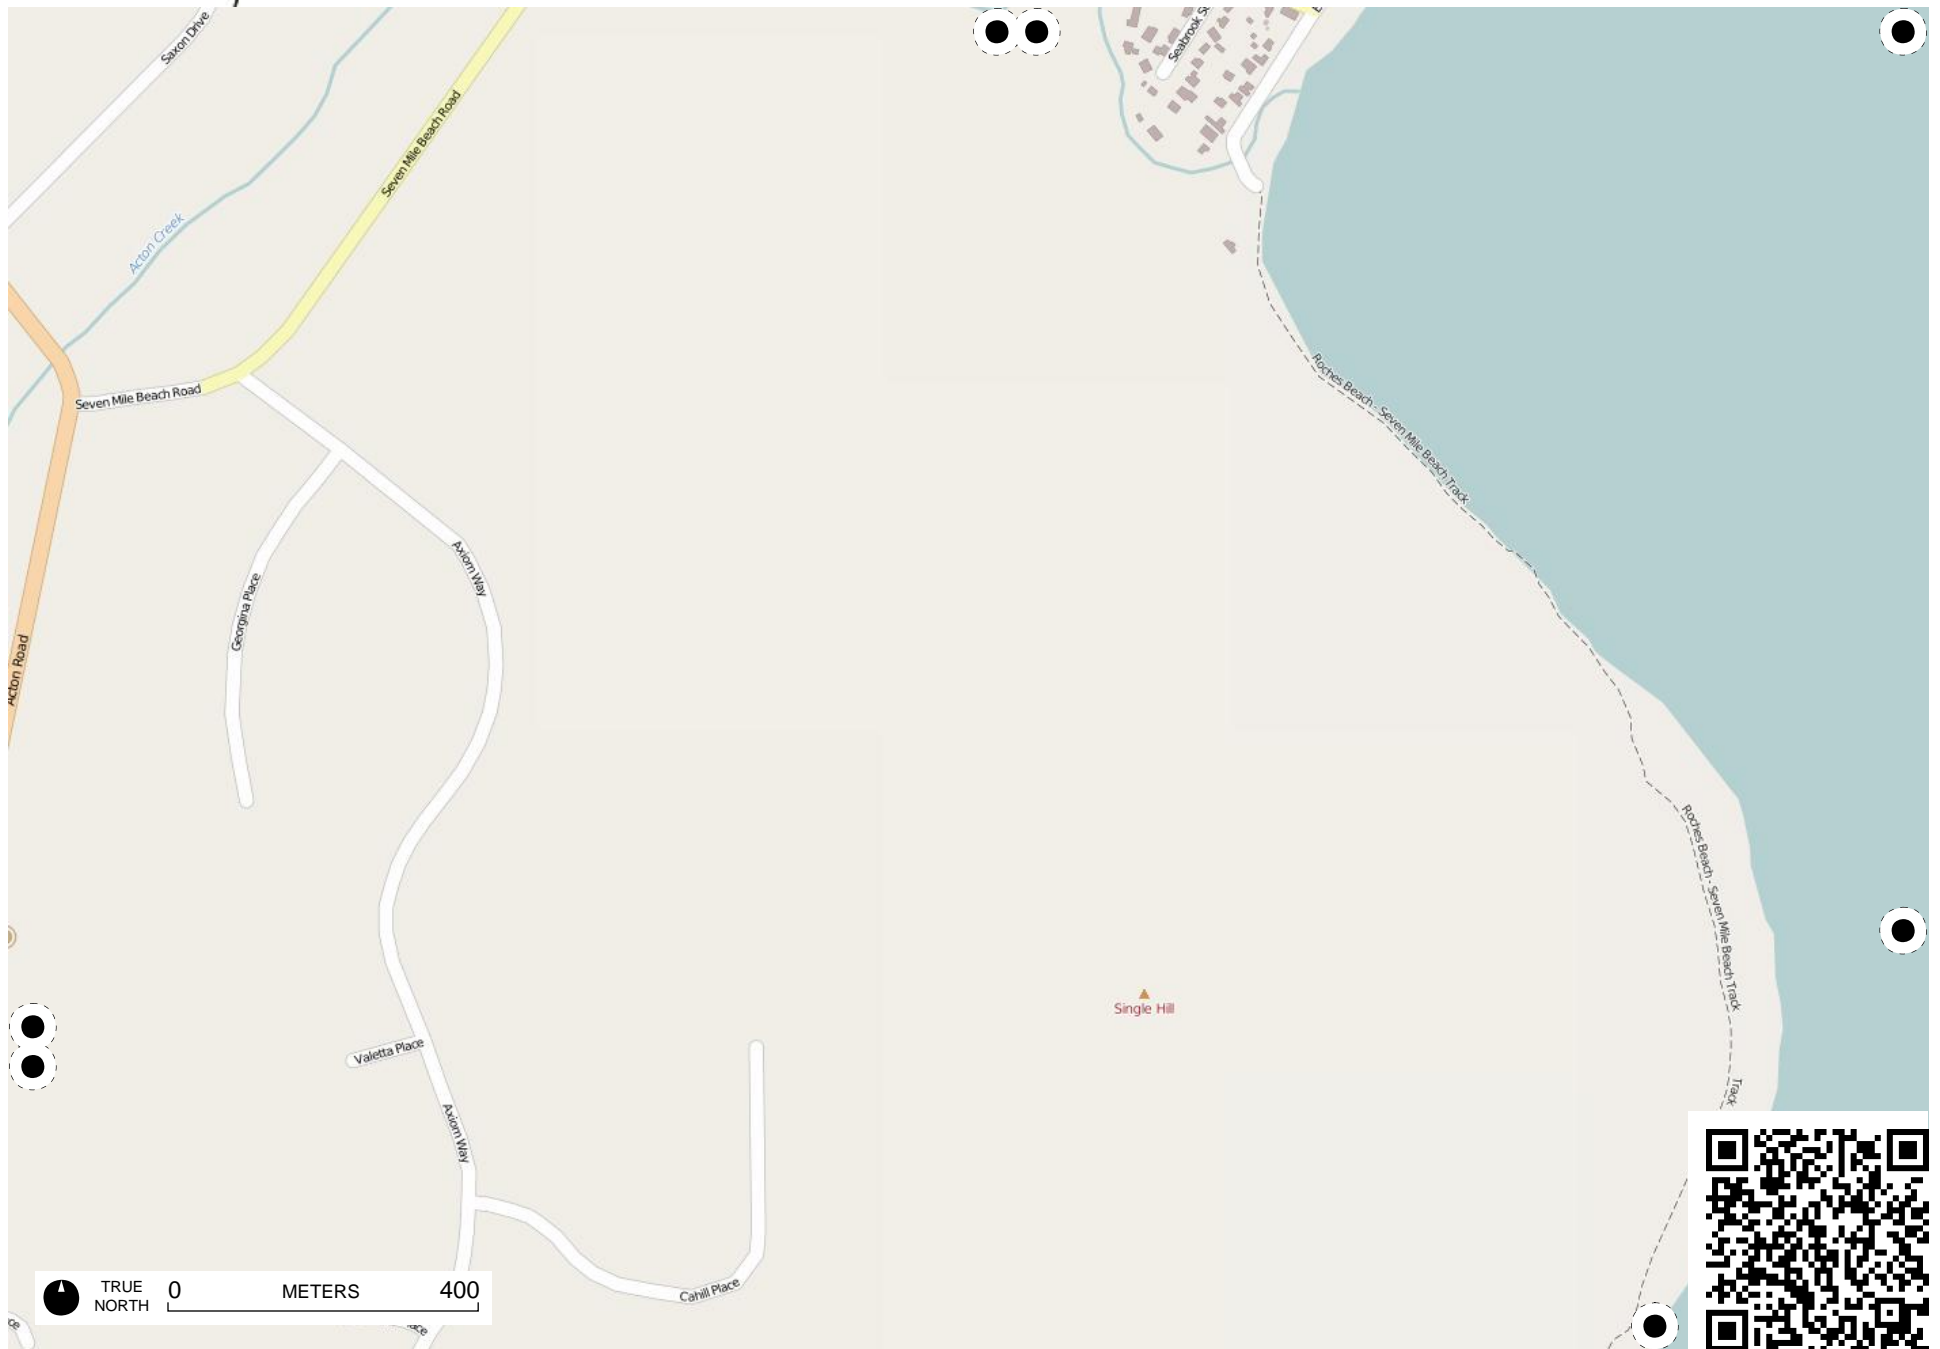 Saxon Drive
Seabrook
Seven Mile Beach Road
Acton Creek
Roches Beach - Seven Mile Beach Track
Seven Mile Beach Road
Axiom Way
Georgina Place
Acton Road
Roches Beach - Seven Mile Beach Track
Single Hill
Valetta Place
Track
Axiom Way
TRUE
NORTH
0 METERS 400
Cahill Place